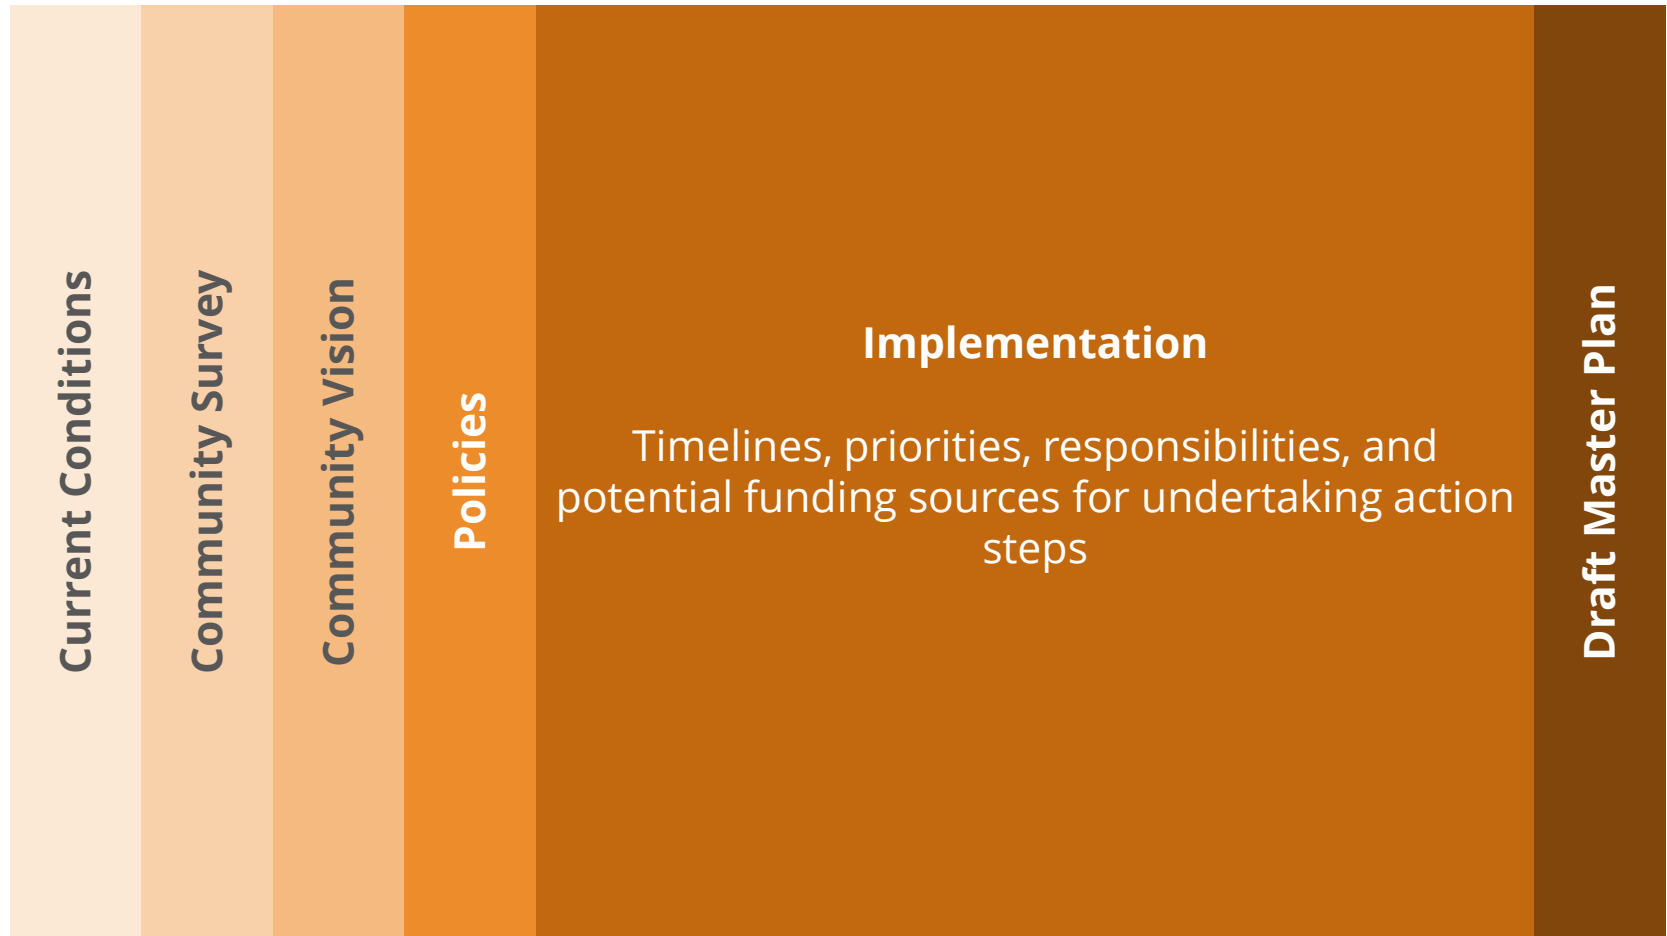 Current Conditions
Community Survey
Community Vision
Policies
Implementation
Timelines, priorities, responsibilities, and
potential funding sources for undertaking action
steps
Draft Master Plan